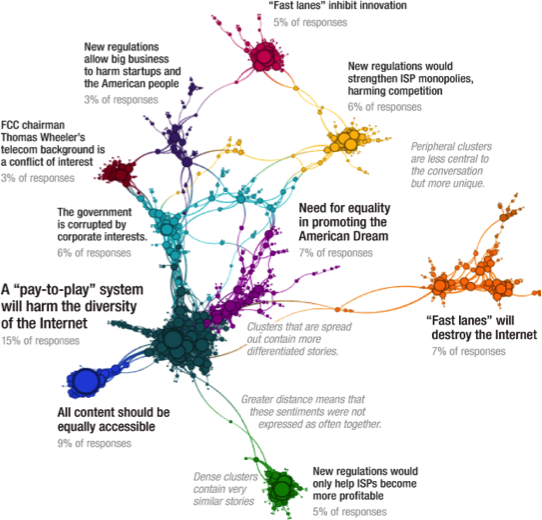 "Fast lanes" inhibit innovation
5% of responses
New regulations
allow big business
to harm startups and
the American people
3% of responses
New regulations would
strengthen ISP monopolies,
harming competition
6% of responses
FCC chairman
Thomas Wheeler's
telecom background is
a conflict of interest
3% of responses
Peripheral clusters
are less central to
the conversation
but more unique.
The government
is corrupted by
corporate interests.
6% of responses
Need for equality
in promoting the
American Dream
7% of responses
A "pay-to-play" system
will harm the diversity
of the Internet
15% of responses
Clusters that are spread
out contain more
differentiated stories.
"Fast lanes" will
destroy the Internet
7% of responses
All content should be
equally accessible
9% of responses
Greater distance means that
these sentiments were not
expressed as often together.
Dense clusters
contain very
similar stories
New regulations would
only help ISPs become
more profitable
5% of responses